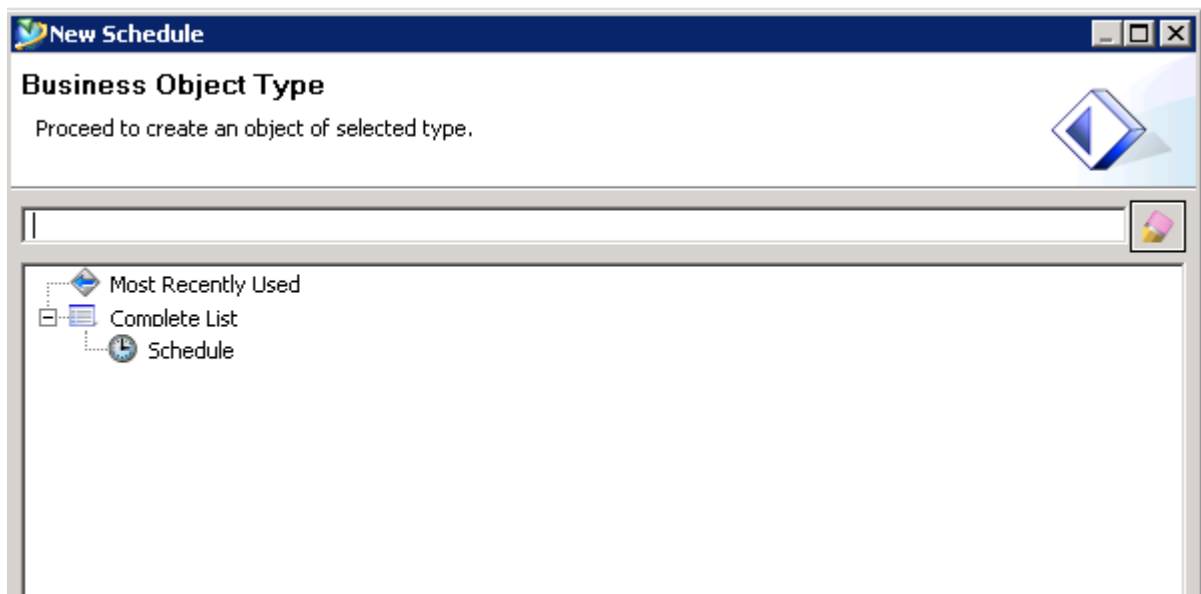 New Schedule
Business Object Type
Proceed to create an object of selected type.
Most Recently Used
Complete List
Schedule